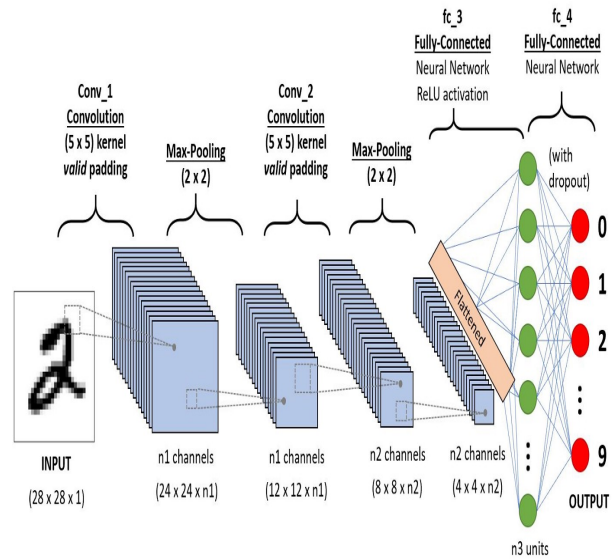 fc_3
Fully-Connected
Neural Network
ReLU activation
fc_4
Fully-Connected
Neural Network
Conv_1
Convolution
(5 x 5) kernel
valid padding
Max-Pooling
(2 x 2)
Conv_2
Convolution
(5 x 5) kernel
valid padding
Max-Pooling
(2 x 2)
(with
dropout)
Flattened
0
1
2
9
INPUT
(28 x 28 x 1)
n1 channels
(24 x 24 x n1)
n1 channels
(12 x 12 x n1)
n2 channels
(8 x 8 x n2)
n2 channels
(4 x 4 x n2)
OUTPUT
n3 units